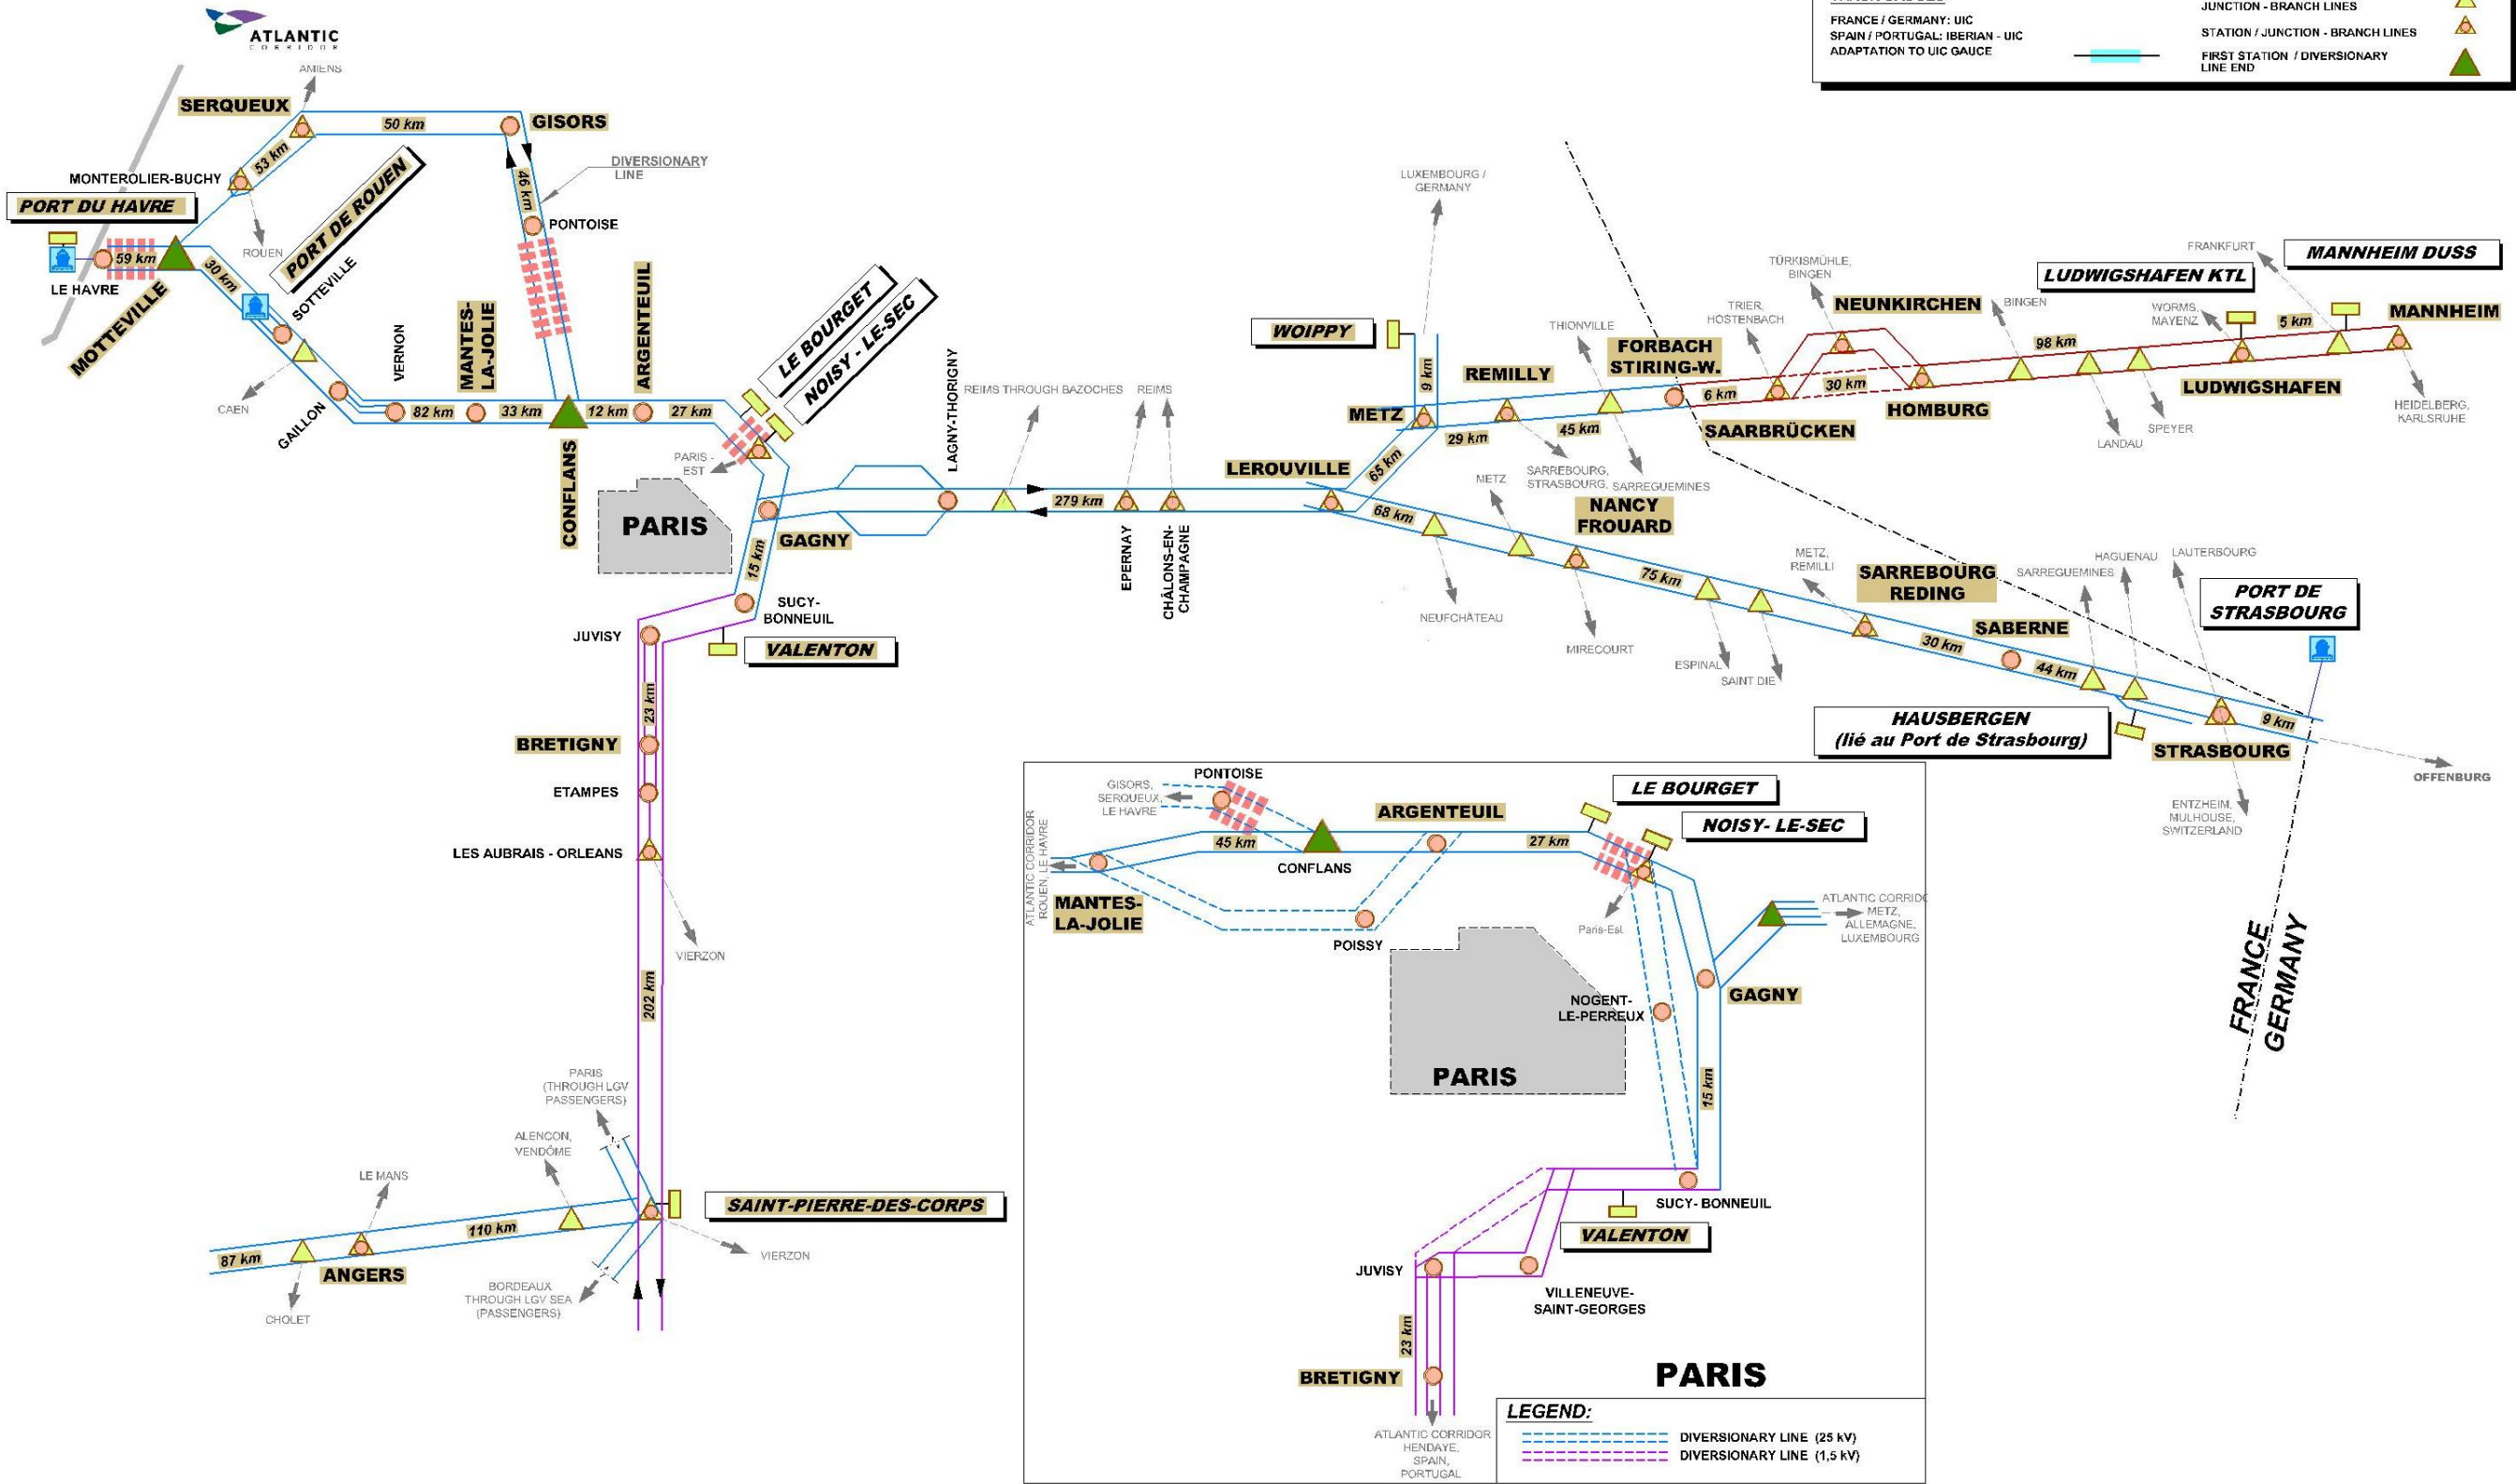 ATLANTIC
CORRIDOR
FRANCE / GERMANY: UIC
SPAIN / PORTUGAL: IBERIAN - UIC
ADAPTATION TO UIC GAUCE
JUNCTION - BRANCH LINES
STATION / JUNCTION - BRANCH LINES
FIRST STATION / DIVERSIONARY
LINE END
AMIENS
SERQUEUX
50 km
GISORS
53 km
MONTEROLIER-BUCHY
PORT DU HAVRE
PORT DE ROUEN
DIVERSIONARY
LINE
46 km
PONTOISE
ROUEN
59 km
LE HAVRE
30 km
MOTTEVILLE
SOTTEVILLE
CAEN
GAILLON
VERNON
82 km
MANTES-
LA-JOLIE
33 km
CONFLANS
12 km
ARGENTEUIL
27 km
LE BOURGET
NOISY - LE-SEC
PARIS -
EST
PARIS
GAGNY
15 km
LAGNY-THORIGNY
REIMS THROUGH BAZOCHES
REIMS
279 km
EPERNAY
CHÂLONS-EN-
CHAMPAGNE
LEROUVILLE
65 km
68 km
LUXEMBOURG /
GERMANY
WOIPPY
9 km
METZ
29 km
REMILLY
45 km
THIONVILLE
FORBACH
STIRING-W.
SARREBOURG,
STRASBOURG,
SARREGUEMINES
6 km
SAARBRÜCKEN
TRIER,
HOSTENBACH
TÜRKISMÜHLE,
BINGEN
NEUNKIRCHEN
30 km
HOMBURG
BINGEN
98 km
LANDAU
SPEYER
LUDWIGSHAFEN KTL
WORMS,
MAYENZ
LUDWIGSHAFEN
FRANKFURT
5 km
MANNHEIM DUSS
MANNHEIM
HEIDELBERG,
KARLSRUHE
METZ
NEUFCHÂTEAU
NANCY
FROUARD
MIRECOURT
75 km
ESPINAL
SAINT DIE
METZ,
REMILLI
SARREBOURG
REDING
30 km
SABERNE
44 km
SARREGUEMINES
HAGUENAU
LAUTERBOURG
PORT DE
STRASBOURG
HAUSBERGEN
(lié au Port de Strasbourg)
STRASBOURG
9 km
OFFENBURG
ENTZHEIM,
MULHOUSE,
SWITZERLAND
FRANCE
GERMANY
SUCY-
BONNEUIL
VALENTON
JUVISY
23 km
BRETIGNY
ETAMPES
LES AUBRAIS - ORLEANS
VIERZON
202 km
PARIS
(THROUGH LGV
PASSENGERS)
ALENCON,
VENDÔME
LE MANS
SAINT-PIERRE-DES-CORPS
110 km
87 km
ANGERS
CHOLET
VIERZON
BORDEAUX
THROUGH LGV SEA
(PASSENGERS)
PONTOISE
GISORS,
SERQUEUX,
LE HAVRE
ATLANTIC CORRIDOR
ROUEN, LE HAVRE
45 km
CONFLANS
ARGENTEUIL
27 km
LE BOURGET
NOISY- LE-SEC
MANTES-
LA-JOLIE
POISSY
Paris-Est
ATLANTIC CORRIDO
METZ,
ALLEMAGNE,
LUXEMBOURG
GAGNY
NOGENT-
LE-PERREUX
PARIS
15 km
SUCY- BONNEUIL
VALENTON
JUVISY
VILLENEUVE-
SAINT-GEORGES
23 km
BRETIGNY
PARIS
ATLANTIC CORRIDOR
HENDAYE,
SPAIN,
PORTUGAL
LEGEND:
DIVERSIONARY LINE (25 kV)
DIVERSIONARY LINE (1,5 kV)